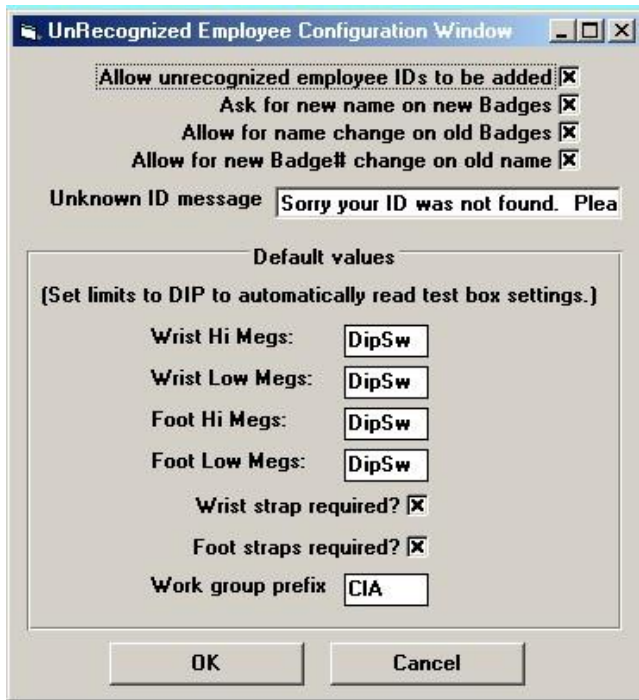 UnRecognized Employee Configuration Window
Allow unrecognized employee IDs to be added
Ask for new name on new Badges
Allow for name change on old Badges
Allow for new Badge# change on old name
Unknown ID message Sorry your ID was not found. Plea
Default values
(Set limits to DIP to automatically read test box settings.)
Wrist Hi Megs: DipSw
Wrist Low Megs: DipSw
Foot Hi Megs: DipSw
Foot Low Megs: DipSw
Wrist strap required?
Foot straps required?
Work group prefix CIA
OK Cancel